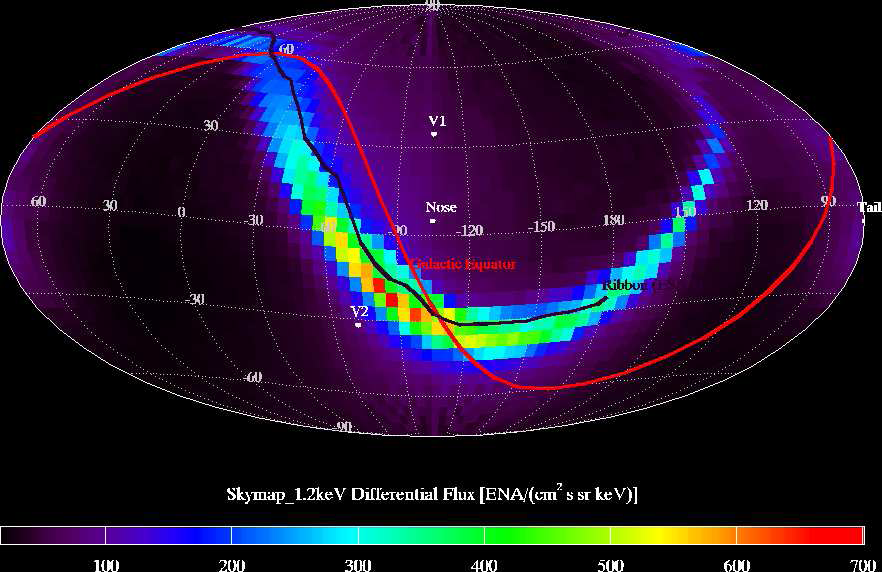 90
60
V1
30
60
30
0
-30
-60
-90
Nose
-120
-150
180
150
120
90
Tail
Galactic Equator
Ribbon
-30
V2
-60
-90
Skymap_1.2keV Differential Flux [ENA/(cm² s sr keV)]
100 200 300 400 500 600 700